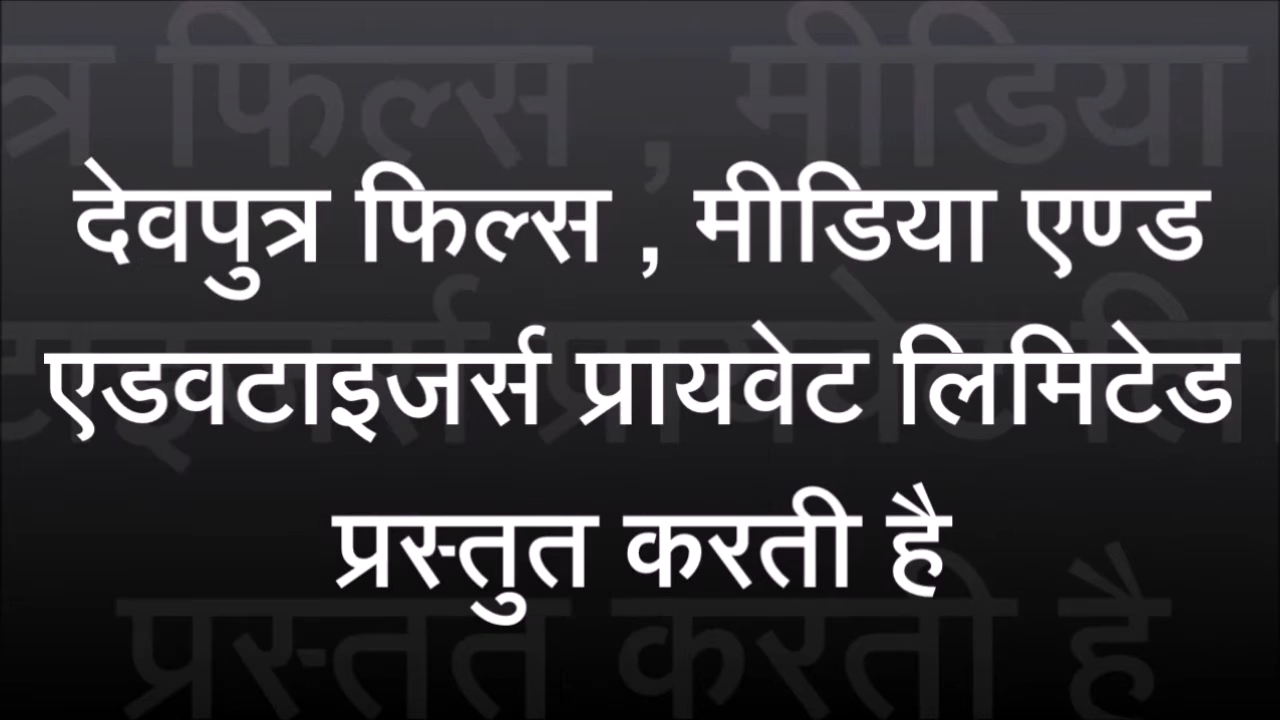 देवपुत्र फिल्स , मीडिया एण्ड
एडवटाइजर्स प्रायवेट लिमिटेड
प्रस्तुत करती है